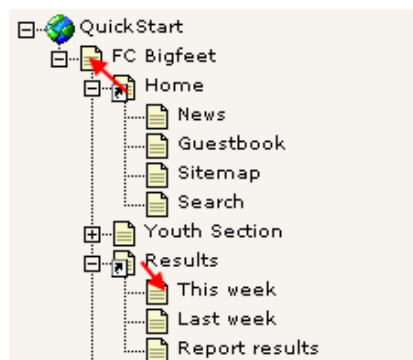 QuickStart
FC Bigfeet
Home
News
Guestbook
Sitemap
Search
Youth Section
Results
This week
Last week
Report results